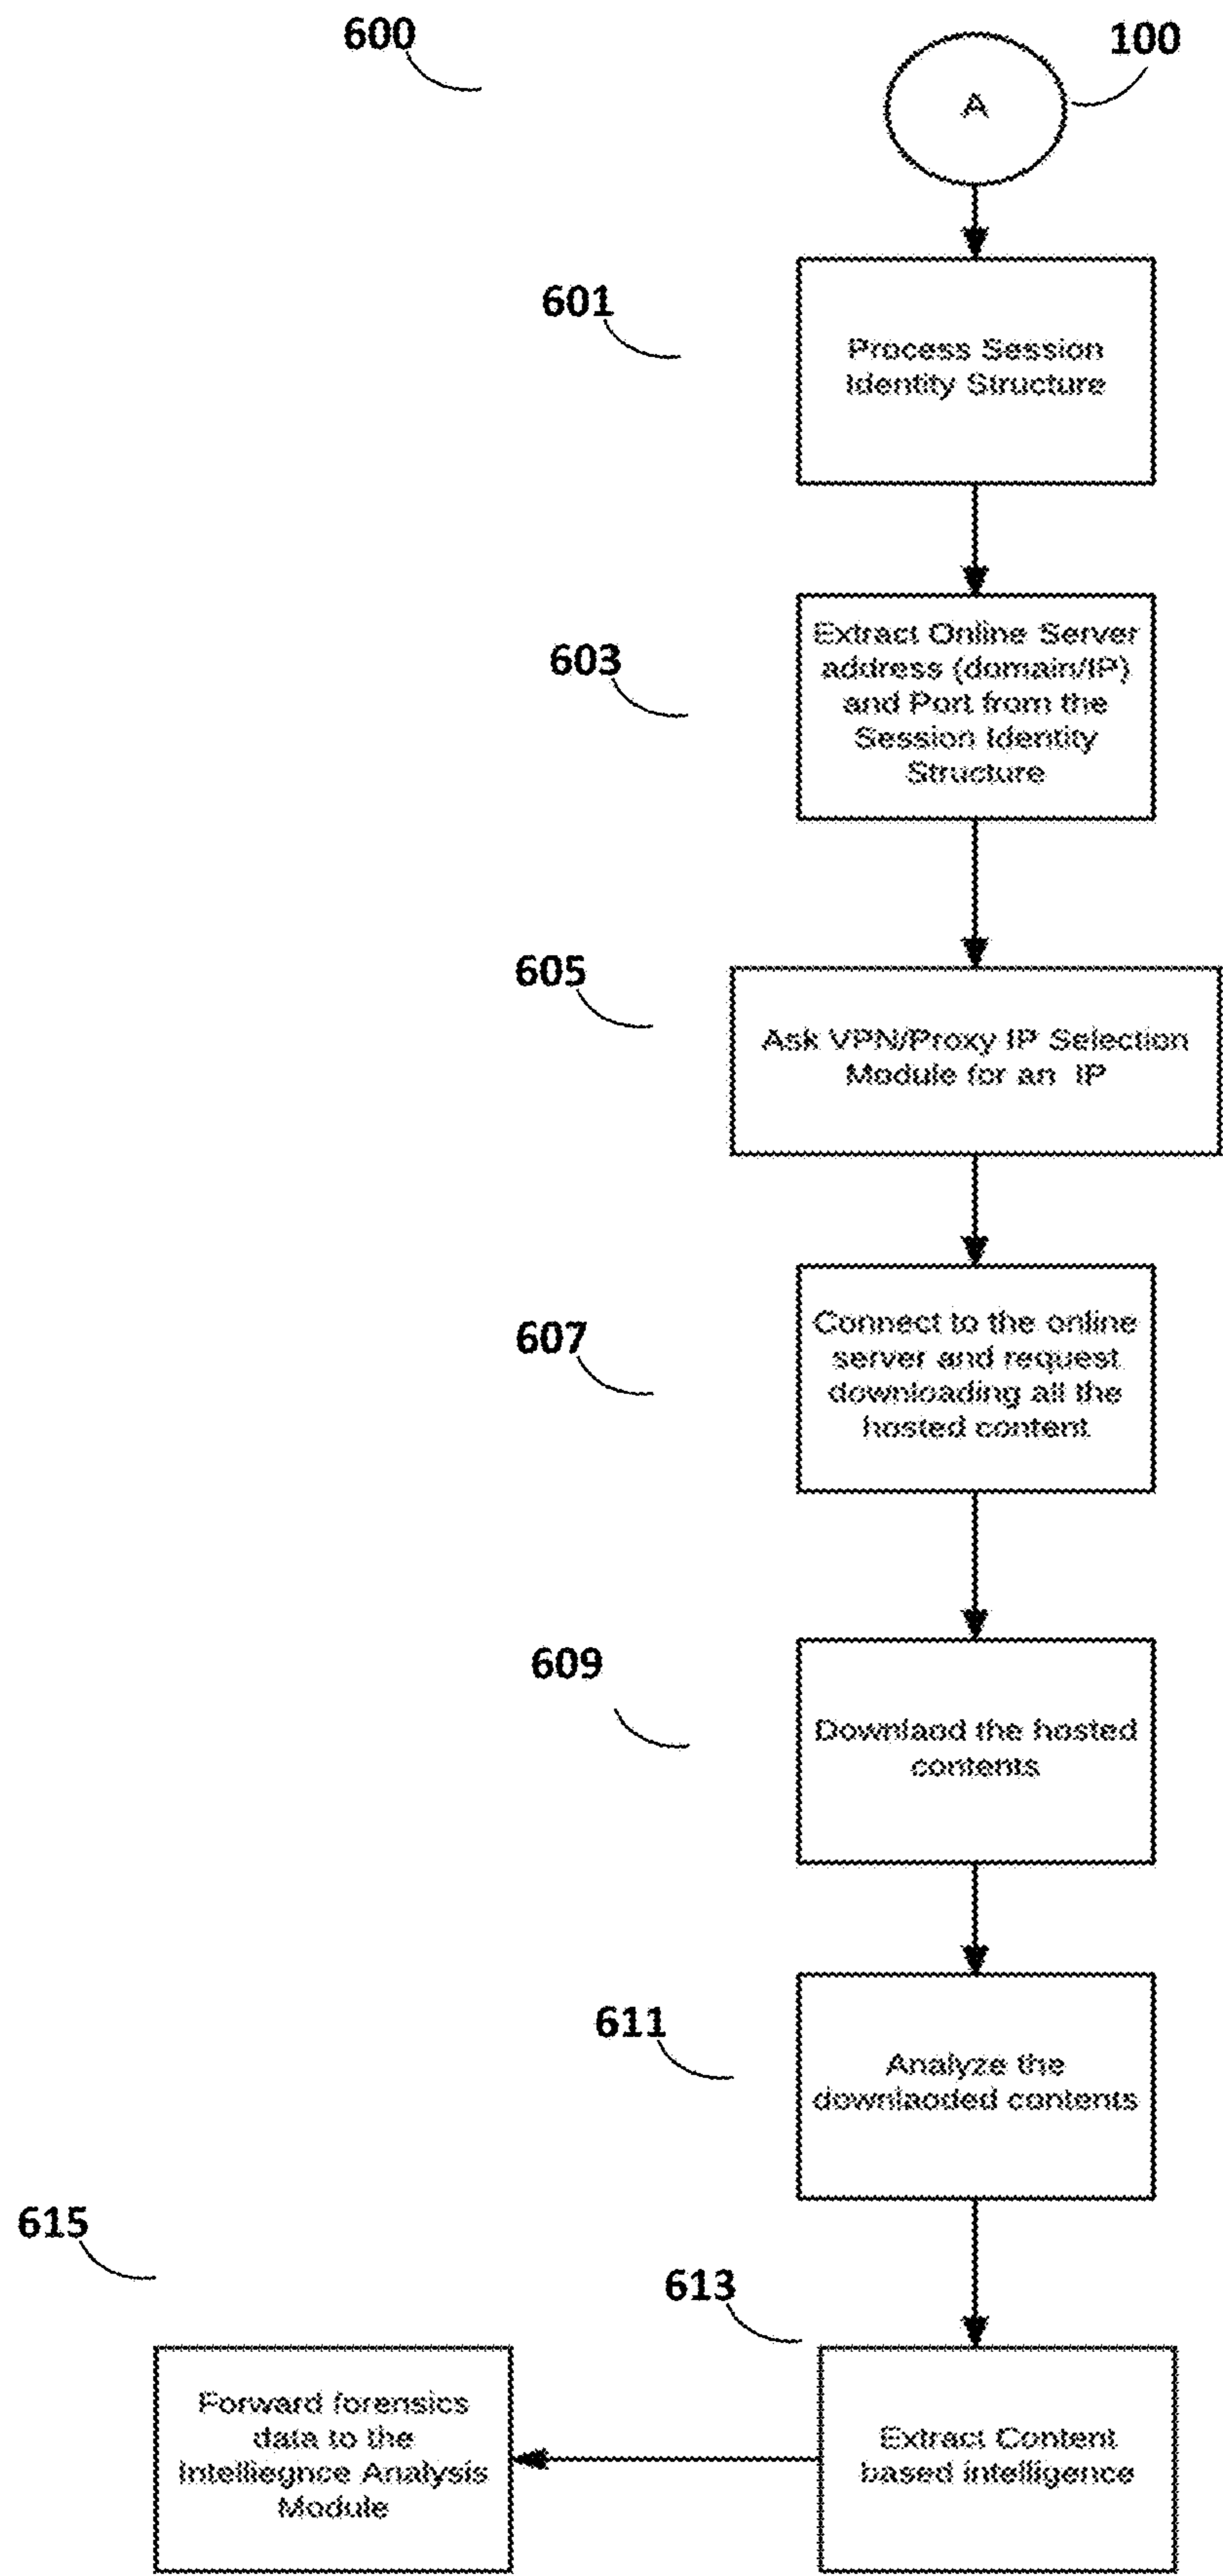 600
100
A
601
Process Session
Identity Structure
603
Extract Online Server
address (domain/IP)
and Port from the
Session Identity
Structure
605
Ask VPN/Proxy IP Selection
Module for an IP
607
Connect to the online
server and request
downloading all the
hosted content
609
Downlaod the hosted
contents
611
Analyze the
downlaoded contents
615
613
Forward forensics
data to the
Intelliegnce Analysis
Module
Extract Content
based intelligence